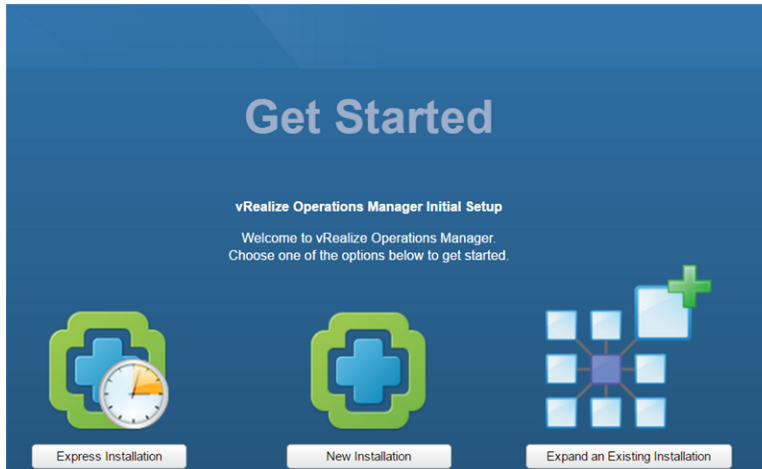 Get Started
vRealize Operations Manager Initial Setup
Welcome to vRealize Operations Manager.
Choose one of the options below to get started.
Express Installation
New Installation
Expand an Existing Installation